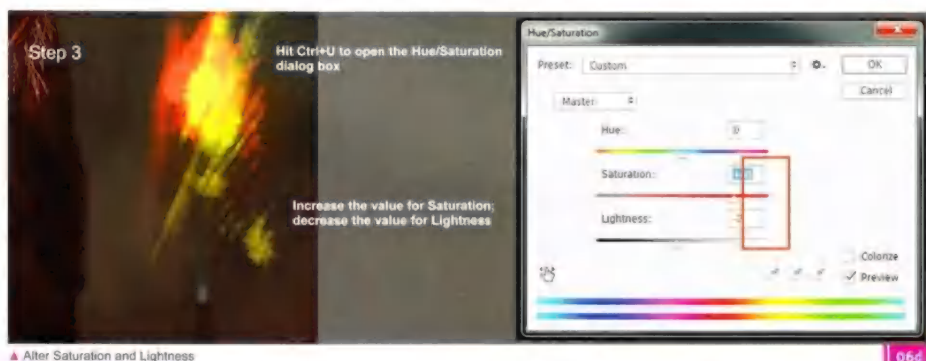 Step 3
Hit Ctrl+U to open the Hue/Saturation
dialog box
Increase the value for Saturation;
decrease the value for Lightness
Hue/Saturation
Preset: Custom
OK
Cancel
Master
Hue: 0
Saturation:
Lightness:
Colorize
Preview
▲ Alter Saturation and Lightness
06d